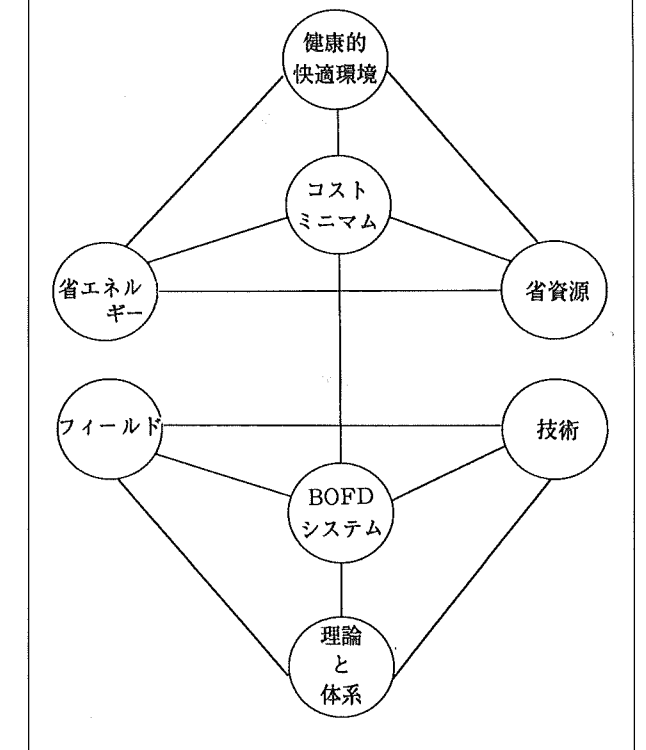 健康的
快適環境
コスト
ミニマム
省エネル
ギー
省資源
フィールド
技術
BOFD
システム
理論
と
体系